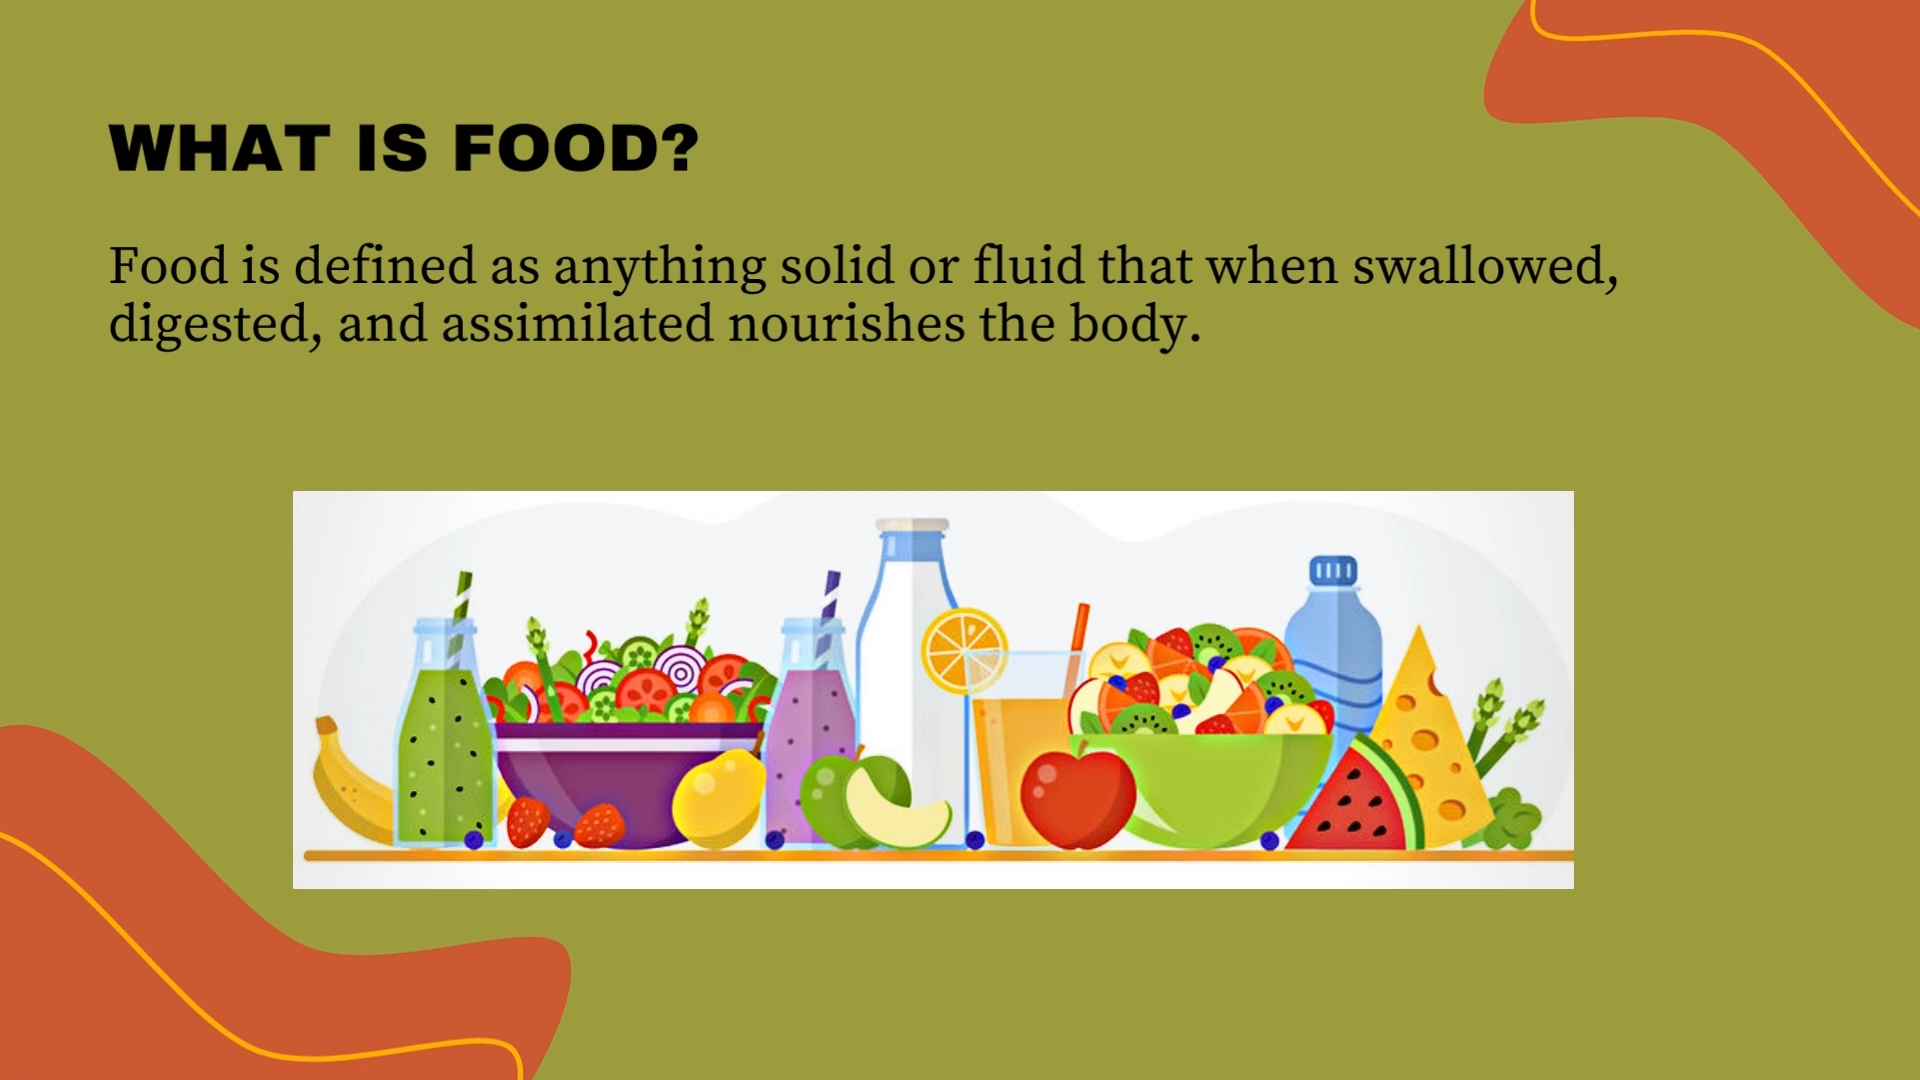 WHAT IS FOOD?
Food is defined as anything solid or fluid that when swallowed,
digested, and assimilated nourishes the body.